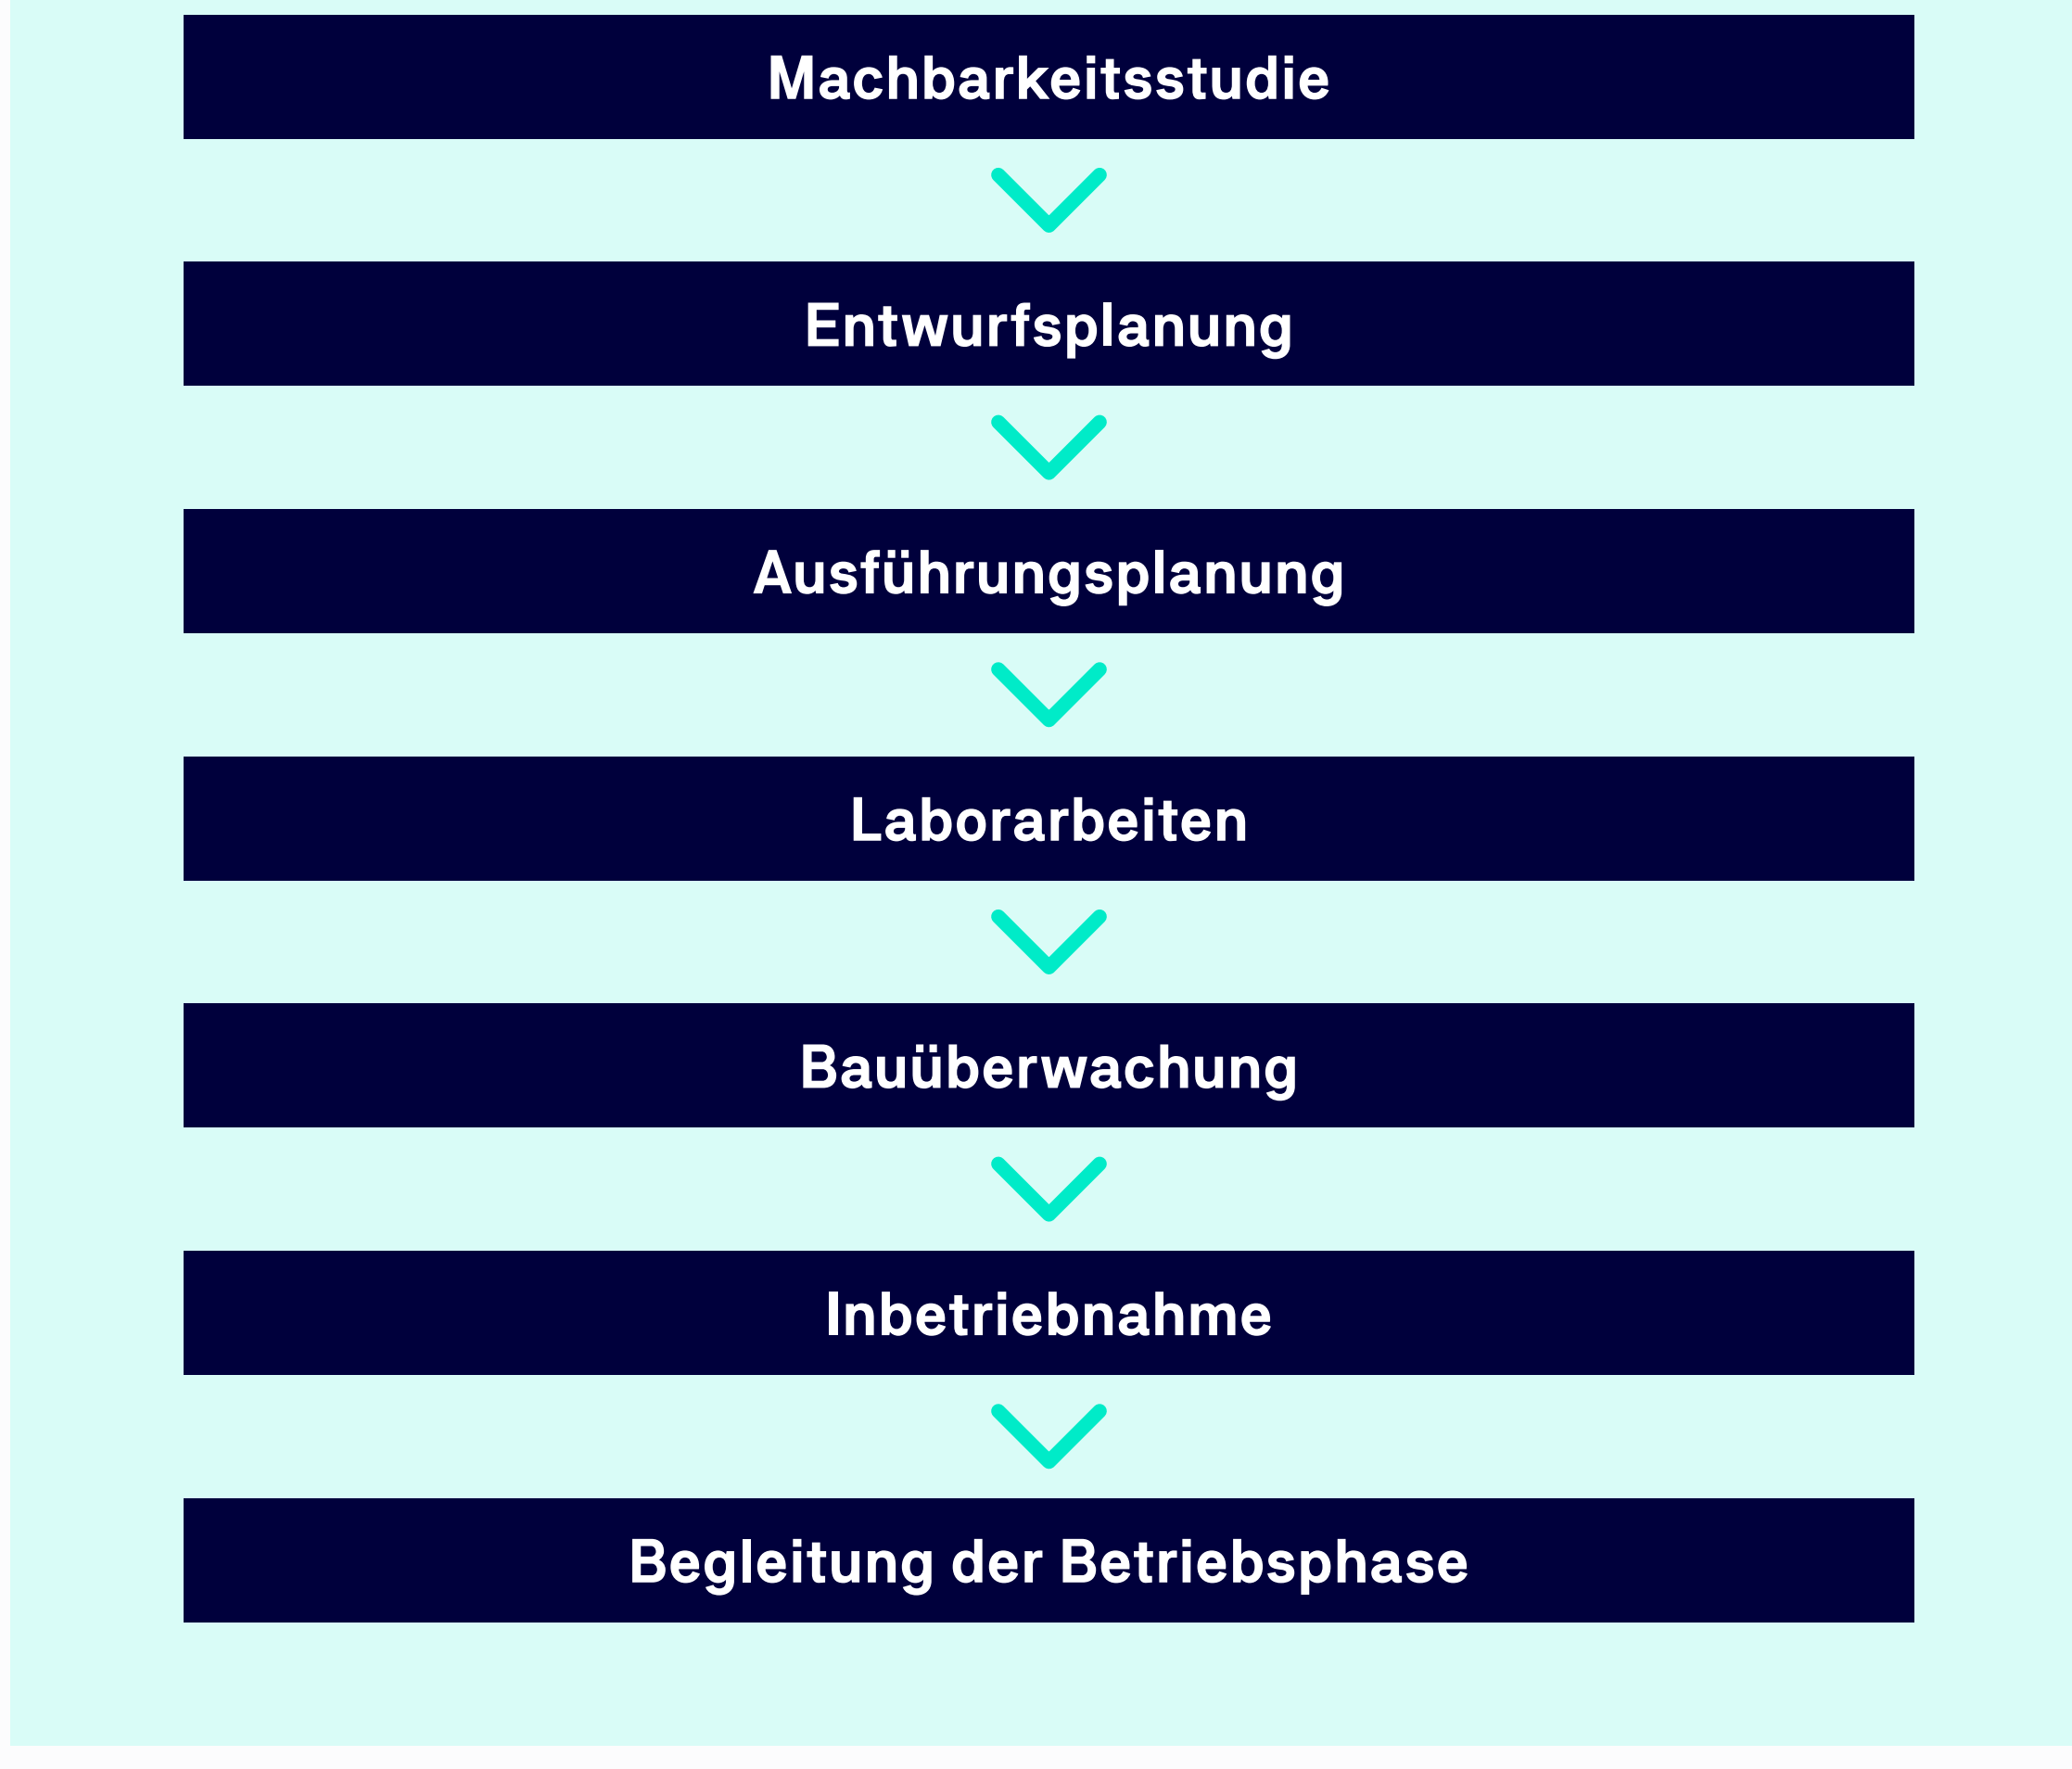 Machbarkeitsstudie
Entwurfsplanung
Ausführungsplanung
Laborarbeiten
Bauüberwachung
Inbetriebnahme
Begleitung der Betriebsphase